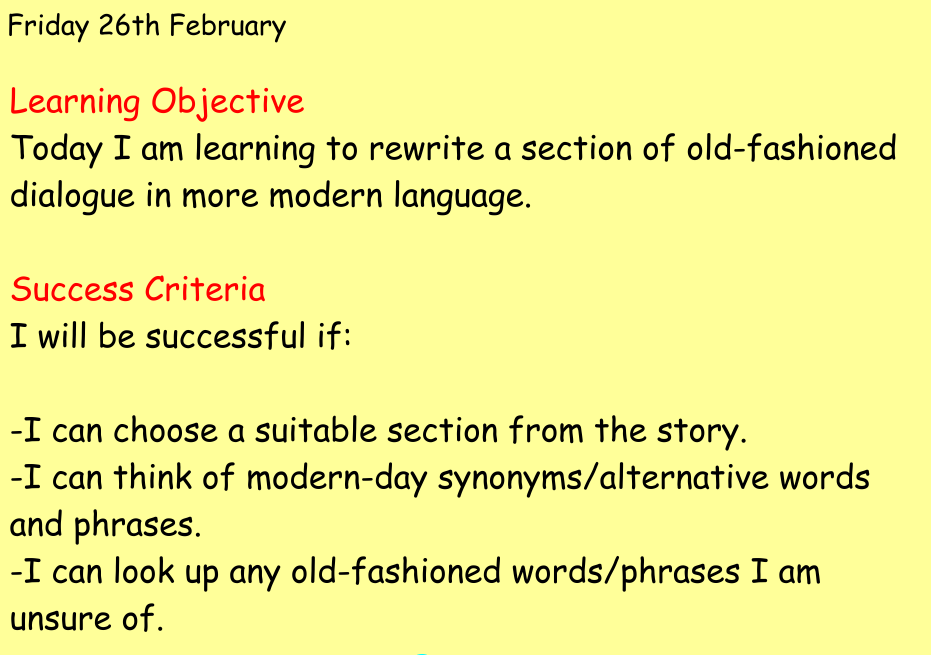 Friday 26th February
Learning Objective
Today I am learning to rewrite a section of old-fashioned
dialogue in more modern language.
Success Criteria
I will be successful if:
-I can choose a suitable section from the story.
-I can think of modern-day synonyms/alternative words
and phrases.
-I can look up any old-fashioned words/phrases I am
unsure of.